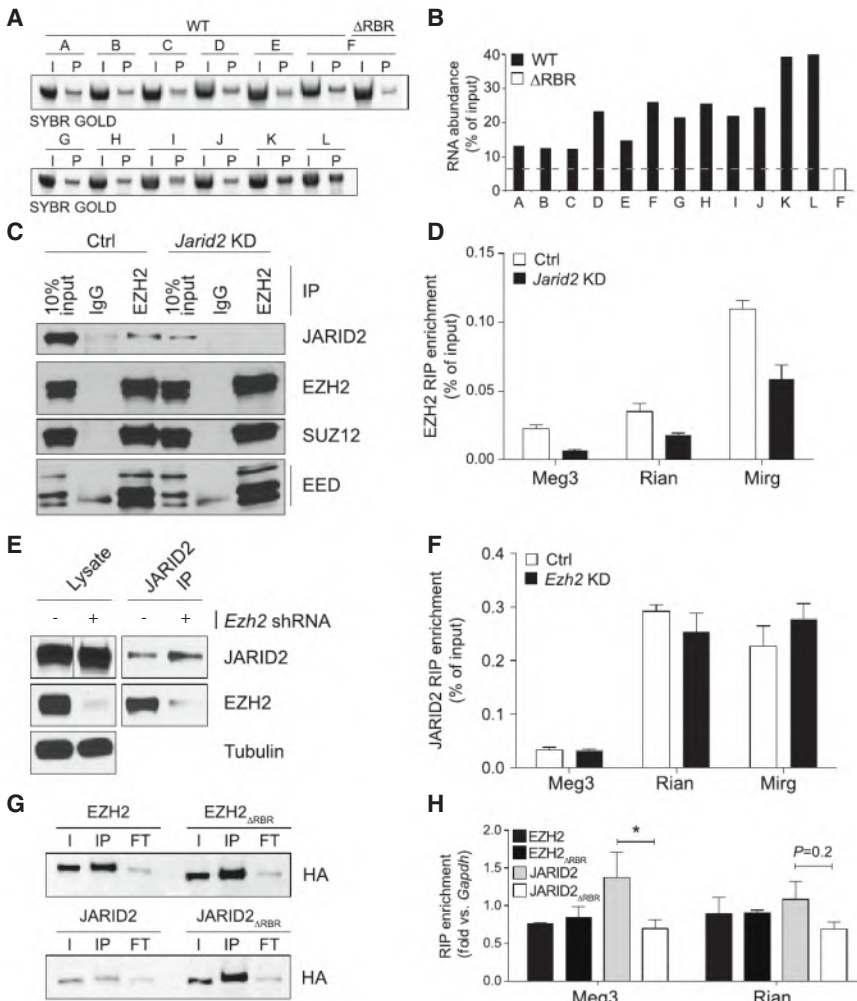 A
WT
ΔRBR
A B C D E F
I P I P I P I P I P I P I P
SYBR GOLD
G H I J K L
I P I P I P I P I P I P
SYBR GOLD
B
WT
ΔRBR
RNA abundance
(% of input)
40
30
20
10
0
A B C D E F G H I J K L F
C
Ctrl
Jarid2 KD
10% input
IgG
EZH2
10% input
IgG
EZH2
IP
JARID2
EZH2
SUZ12
EED
D
Ctrl
Jarid2 KD
EZH2 RIP enrichment
(% of input)
0.15
0.10
0.05
0.00
Meg3 Rian Mirg
E
Lysate
JARID2 IP
- + - +
Ezh2 shRNA
JARID2
EZH2
Tubulin
F
Ctrl
Ezh2 KD
JARID2 RIP enrichment
(% of input)
0.4
0.3
0.2
0.1
0.0
Meg3 Rian Mirg
G
EZH2 EZH2ΔRBR
I IP FT I IP FT
HA
JARID2 JARID2ΔRBR
I IP FT I IP FT
HA
H
EZH2
EZH2ΔRBR
JARID2
JARID2ΔRBR
*
P=0.2
RIP enrichment
(fold vs. Gapdh)
2.0
1.5
1.0
0.5
0.0
Meg3 Rian